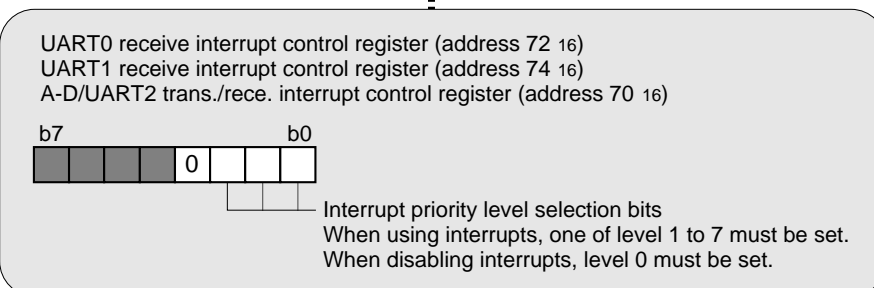 UART0 receive interrupt control register (address 72 16)
UART1 receive interrupt control register (address 74 16)
A-D/UART2 trans./rece. interrupt control register (address 70 16)
b7 b0
0
Interrupt priority level selection bits
When using interrupts, one of level 1 to 7 must be set.
When disabling interrupts, level 0 must be set.